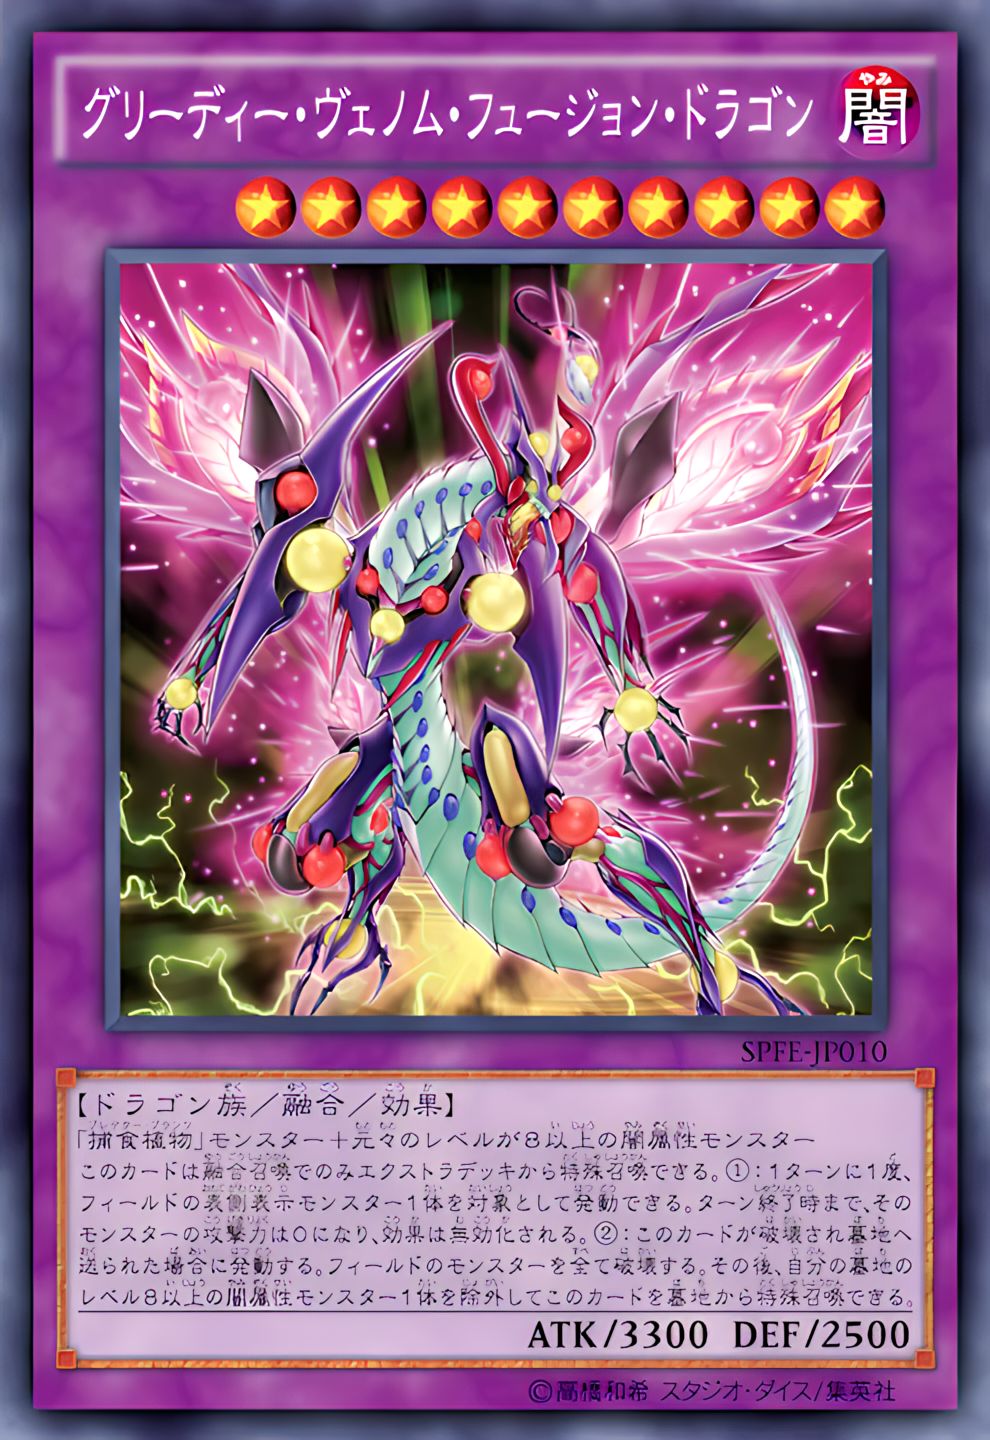 グリーディー・ヴェノム・フュージョン・ドラゴン
やみ
闇
SPFE-JP010
【ドラゴン族／融合／効果】
「捕食植物」モンスター＋元々のレベルが８以上の闇属性モンスター
このカードは融合召喚でのみエクストラデッキから特殊召喚できる。①：１ターンに１度、
フィールドの表側表示モンスター１体を対象として発動できる。ターン終了時まで、その
モンスターの攻撃力は０になり、効果は無効化される。②：このカードが破壊され墓地へ
送られた場合に発動する。フィールドのモンスターを全て破壊する。その後、自分の墓地の
レベル８以上の闇属性モンスター１体を除外してこのカードを墓地から特殊召喚できる。
ATK/3300 DEF/2500
©高橋和希 スタジオ・ダイス/集英社